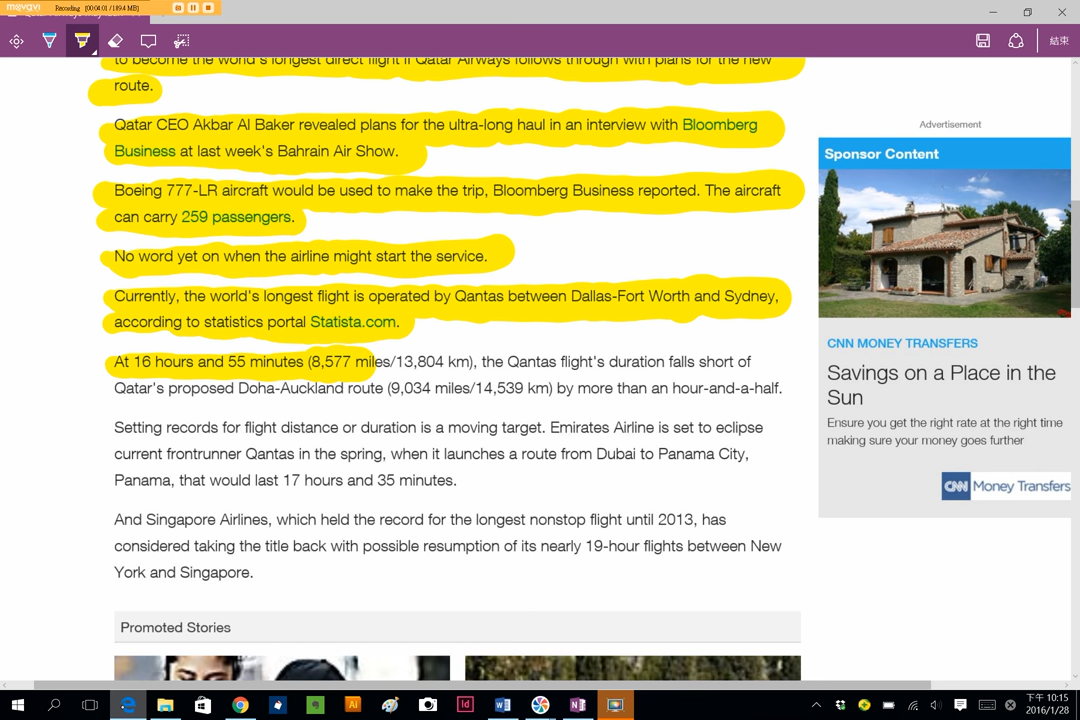 movavi Recording [00:04:01 / 189.4 MB]
結束
to become the world's longest direct flight if Qatar Airways follows through with plans for the new
route.
Qatar CEO Akbar Al Baker revealed plans for the ultra-long haul in an interview with Bloomberg
Business at last week's Bahrain Air Show.
Boeing 777-LR aircraft would be used to make the trip, Bloomberg Business reported. The aircraft
can carry 259 passengers.
No word yet on when the airline might start the service.
Currently, the world's longest flight is operated by Qantas between Dallas-Fort Worth and Sydney,
according to statistics portal Statista.com.
At 16 hours and 55 minutes (8,577 miles/13,804 km), the Qantas flight's duration falls short of
Qatar's proposed Doha-Auckland route (9,034 miles/14,539 km) by more than an hour-and-a-half.
Setting records for flight distance or duration is a moving target. Emirates Airline is set to eclipse
current frontrunner Qantas in the spring, when it launches a route from Dubai to Panama City,
Panama, that would last 17 hours and 35 minutes.
And Singapore Airlines, which held the record for the longest nonstop flight until 2013, has
considered taking the title back with possible resumption of its nearly 19-hour flights between New
York and Singapore.
Promoted Stories
Advertisement
Sponsor Content
CNN MONEY TRANSFERS
Savings on a Place in the
Sun
Ensure you get the right rate at the right time
making sure your money goes further
CNN Money Transfers
下午 10:15
2016/1/28